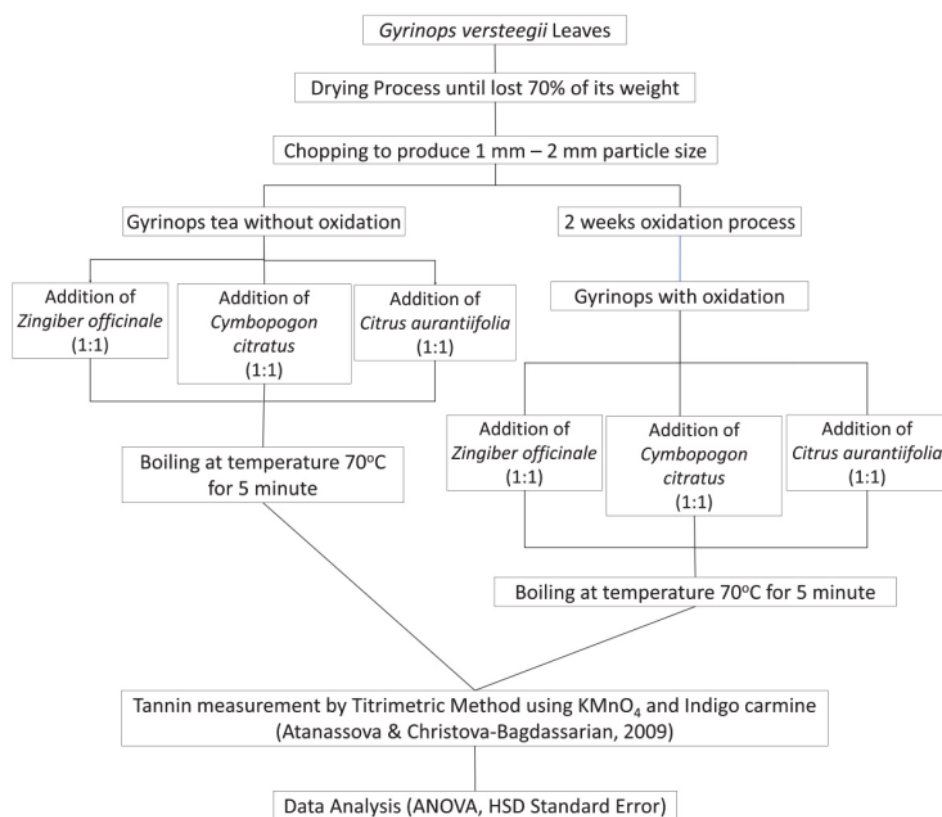 Gyrinops versteegii Leaves
Drying Process until lost 70% of its weight
Chopping to produce 1 mm – 2 mm particle size
Gyrinops tea without oxidation
2 weeks oxidation process
Addition of
Zingiber officinale
(1:1)
Addition of
Cymbopogon
citratus
(1:1)
Addition of
Citrus aurantiifolia
(1:1)
Gyrinops with oxidation
Boiling at temperature 70°C
for 5 minute
Addition of
Zingiber officinale
(1:1)
Addition of
Cymbopogon
citratus
(1:1)
Addition of
Citrus aurantiifolia
(1:1)
Boiling at temperature 70°C for 5 minute
Tannin measurement by Titrimetric Method using KMnO₄ and Indigo carmine
(Atanassova & Christova-Bagdassarian, 2009)
Data Analysis (ANOVA, HSD Standard Error)